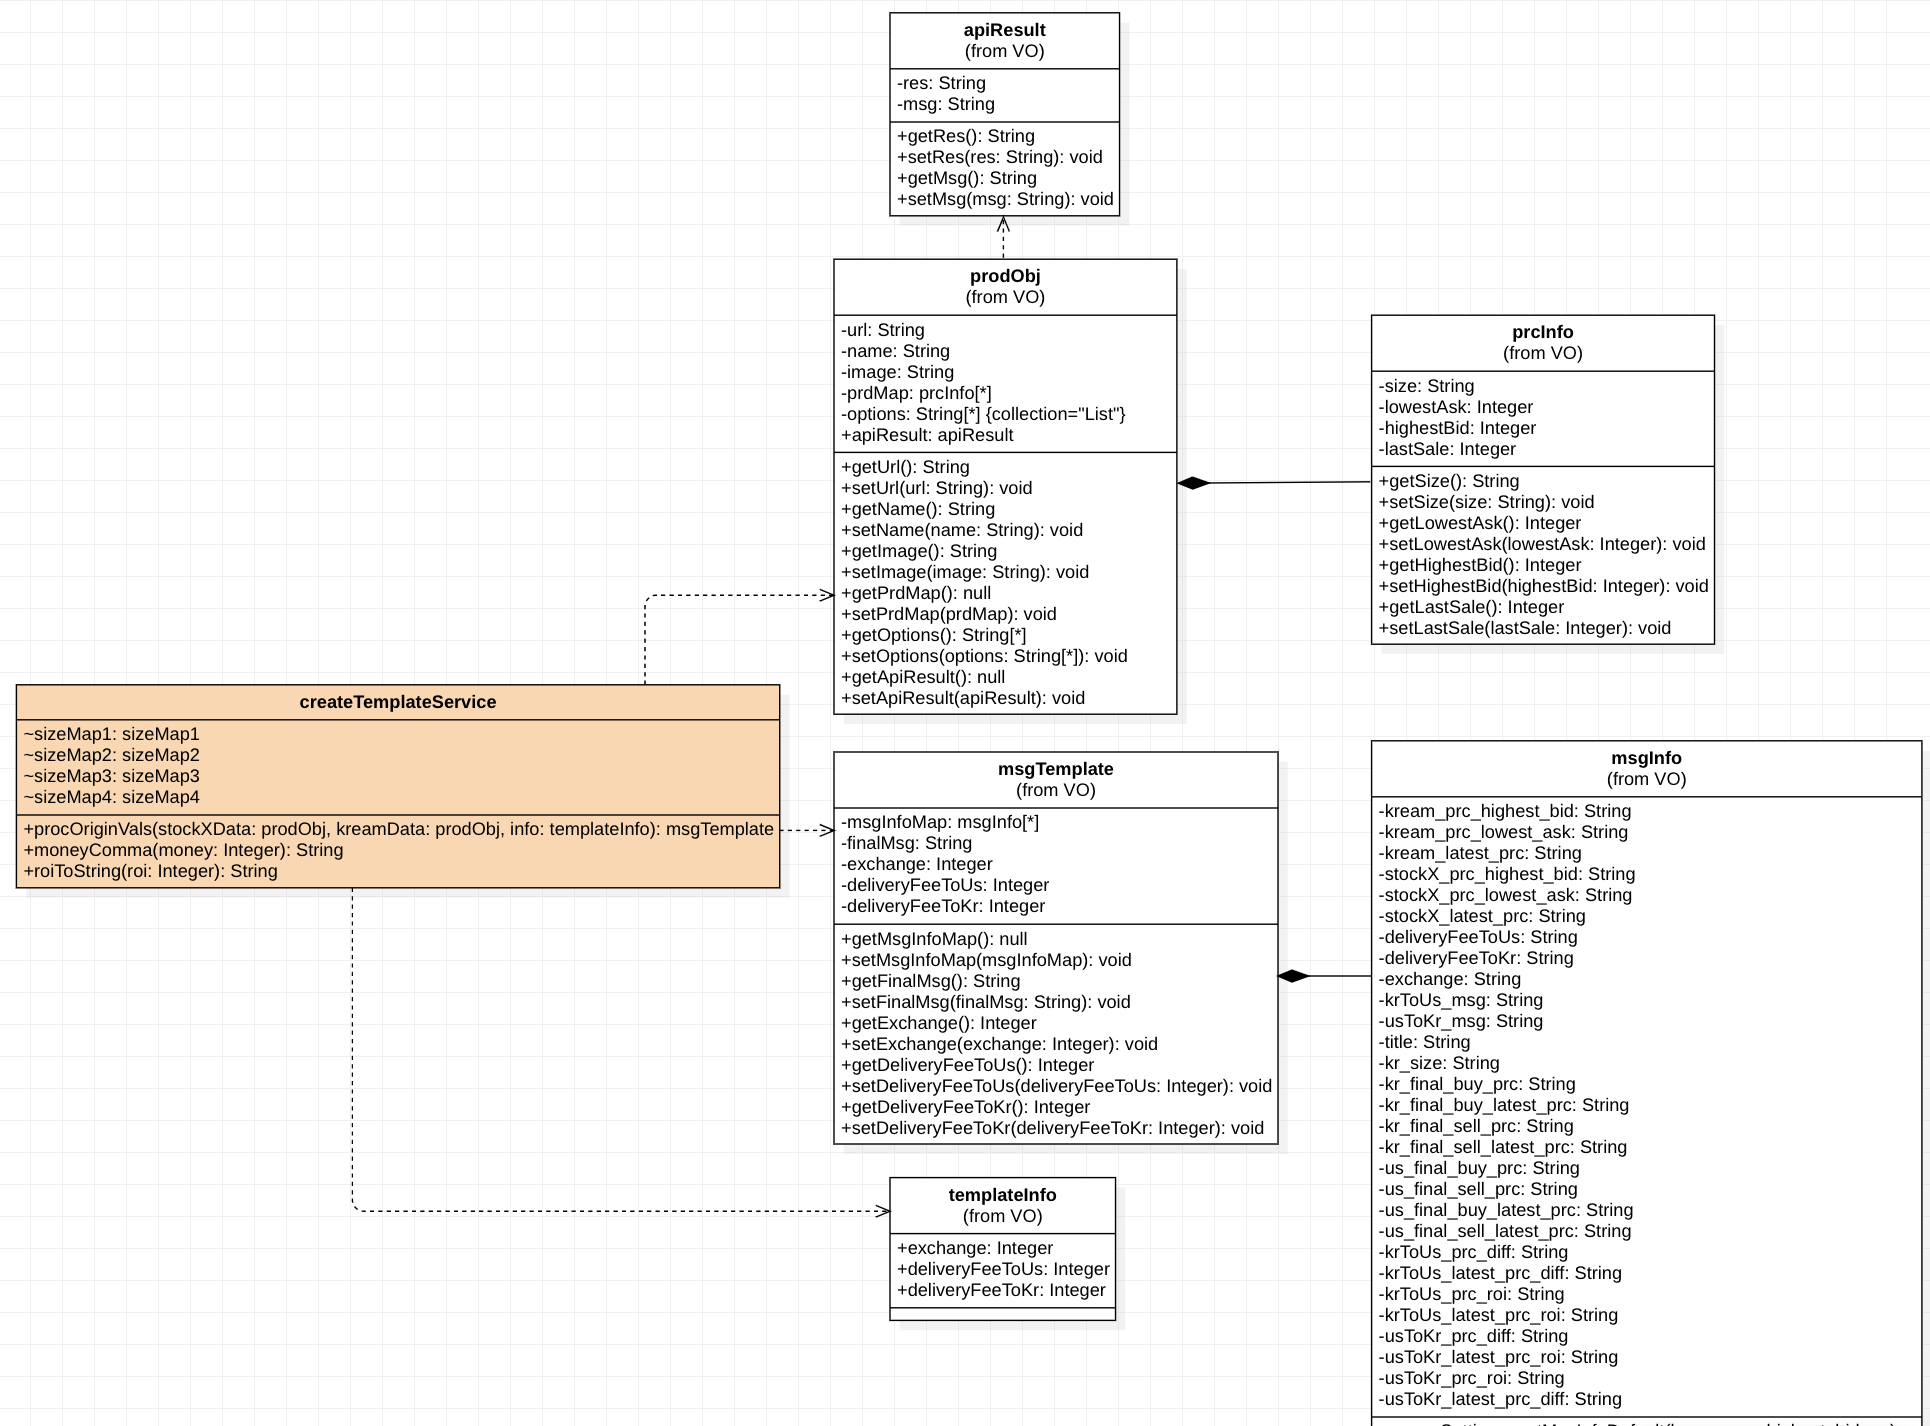 apiResult
(from VO)
-res: String
-msg: String
+getRes(): String
+setRes(res: String): void
+getMsg(): String
+setMsg(msg: String): void
prodObj
(from VO)
-url: String
-name: String
-image: String
-prdMap: prcInfo[*]
-options: String[*] {collection="List"}
+apiResult: apiResult
+getUrl(): String
+setUrl(url: String): void
+getName(): String
+setName(name: String): void
+getImage(): String
+setImage(image: String): void
+getPrdMap(): null
+setPrdMap(prdMap): void
+getOptions(): String[*]
+setOptions(options: String[*]): void
+getApiResult(): null
+setApiResult(apiResult): void
prcInfo
(from VO)
-size: String
-lowestAsk: Integer
-highestBid: Integer
-lastSale: Integer
+getSize(): String
+setSize(size: String): void
+getLowestAsk(): Integer
+setLowestAsk(lowestAsk: Integer): void
+getHighestBid(): Integer
+setHighestBid(highestBid: Integer): void
+getLastSale(): Integer
+setLastSale(lastSale: Integer): void
createTemplateService
~sizeMap1: sizeMap1
~sizeMap2: sizeMap2
~sizeMap3: sizeMap3
~sizeMap4: sizeMap4
+procOriginVals(stockXData: prodObj, kreamData: prodObj, info: templateInfo): msgTemplate
+moneyComma(money: Integer): String
+roiToString(roi: Integer): String
msgTemplate
(from VO)
-msgInfoMap: msgInfo[*]
-finalMsg: String
-exchange: Integer
-deliveryFeeToUs: Integer
-deliveryFeeToKr: Integer
+getMsgInfoMap(): null
+setMsgInfoMap(msgInfoMap): void
+getFinalMsg(): String
+setFinalMsg(finalMsg: String): void
+getExchange(): Integer
+setExchange(exchange: Integer): void
+getDeliveryFeeToUs(): Integer
+setDeliveryFeeToUs(deliveryFeeToUs: Integer): void
+getDeliveryFeeToKr(): Integer
+setDeliveryFeeToKr(deliveryFeeToKr: Integer): void
msgInfo
(from VO)
-kream_prc_highest_bid: String
-kream_prc_lowest_ask: String
-kream_latest_prc: String
-stockX_prc_highest_bid: String
-stockX_prc_lowest_ask: String
-stockX_latest_prc: String
-deliveryFeeToUs: String
-deliveryFeeToKr: String
-exchange: String
-krToUs_msg: String
-usToKr_msg: String
-title: String
-kr_size: String
-kr_final_buy_prc: String
-kr_final_buy_latest_prc: String
-kr_final_sell_prc: String
-kr_final_sell_latest_prc: String
-us_final_buy_prc: String
-us_final_sell_prc: String
-us_final_buy_latest_prc: String
-us_final_sell_latest_prc: String
-krToUs_prc_diff: String
-krToUs_latest_prc_diff: String
-krToUs_prc_roi: String
-krToUs_latest_prc_roi: String
-usToKr_prc_diff: String
-usToKr_latest_prc_roi: String
-usToKr_prc_roi: String
-usToKr_latest_prc_diff: String
templateInfo
(from VO)
+exchange: Integer
+deliveryFeeToUs: Integer
+deliveryFeeToKr: Integer